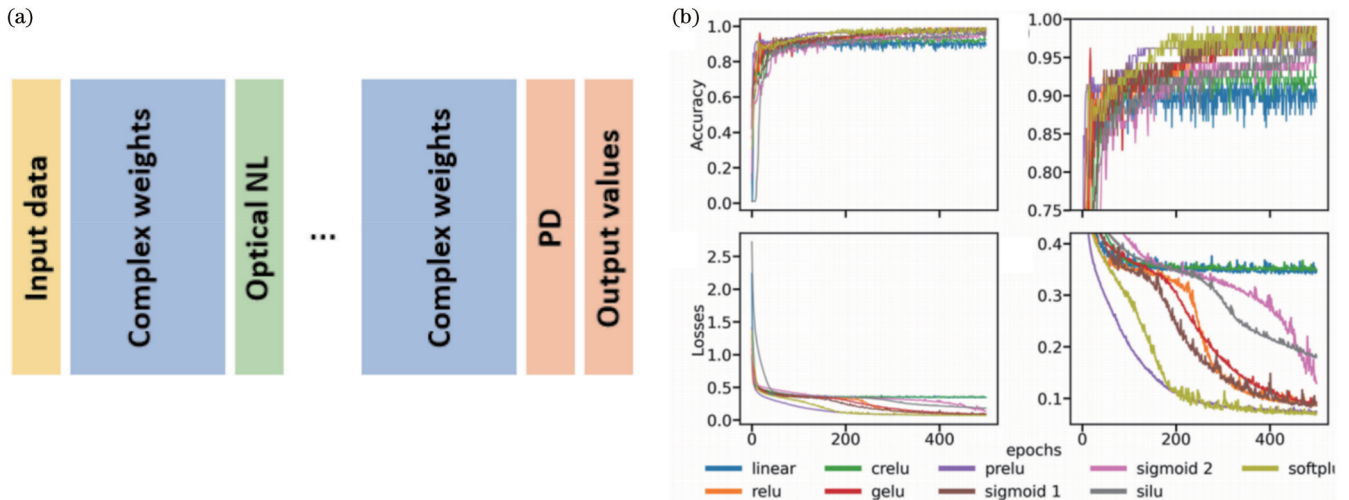 (a)
Input data
Complex weights
Optical NL
...
Complex weights
PD
Output values
(b)
Accuracy
1.0
0.8
0.6
0.4
0.2
0.0
1.00
0.95
0.90
0.85
0.80
0.75
Losses
2.5
2.0
1.5
1.0
0.5
0.0
0 200 400
0.4
0.3
0.2
0.1
0 200 400
epochs
linear crelu prelu sigmoid 2 softplu
relu gelu sigmoid 1 silu